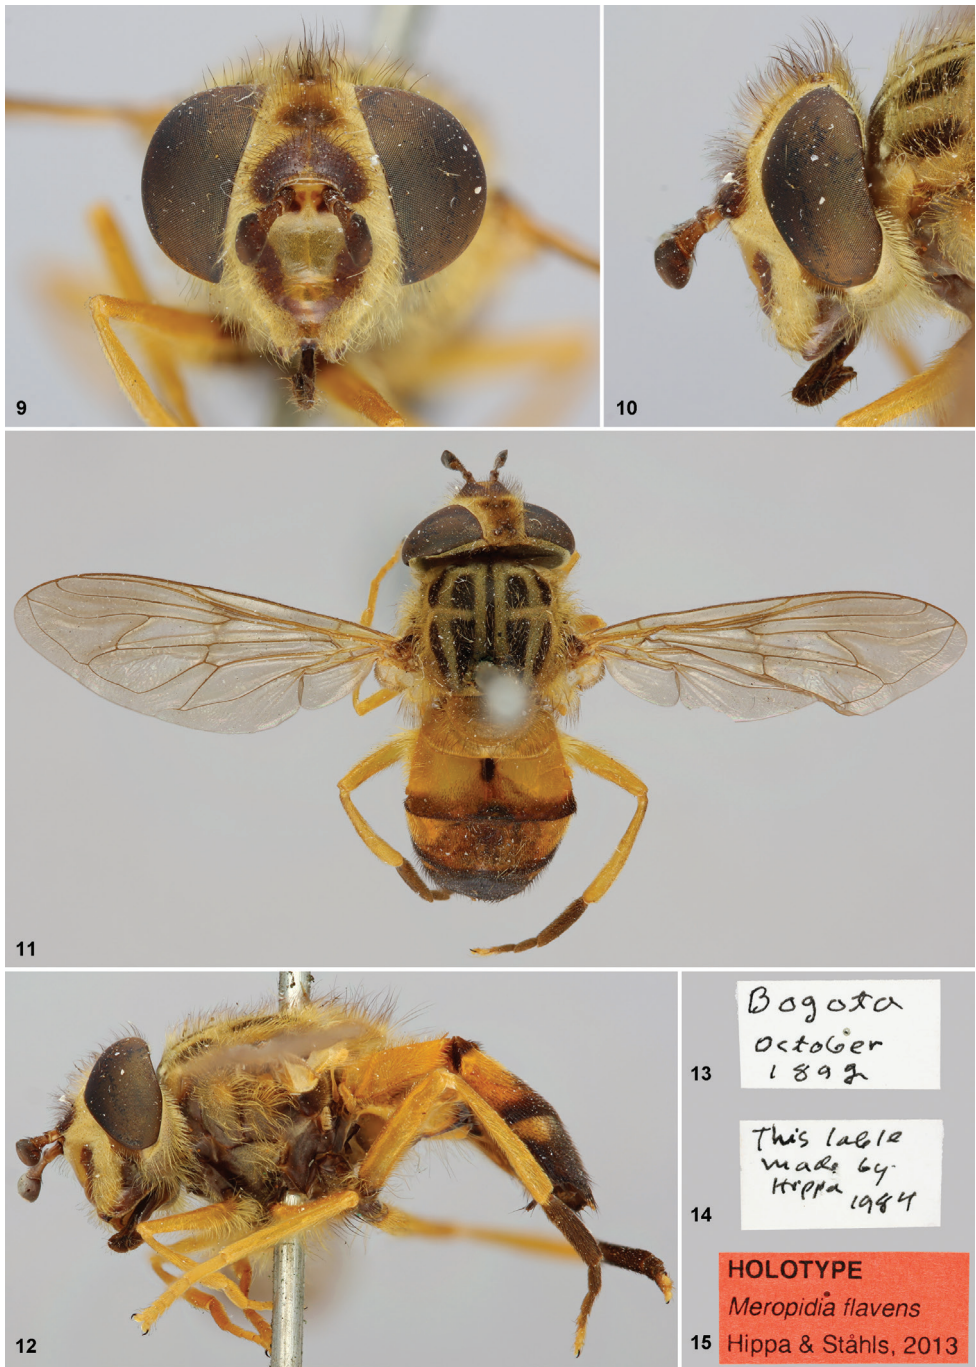 9
10
11
12
13
Bogota
October
1892
14
This lable
made by
Hippa
1984
15
HOLOTYPE
Meropidia flavens
Hippa & Ståhls, 2013